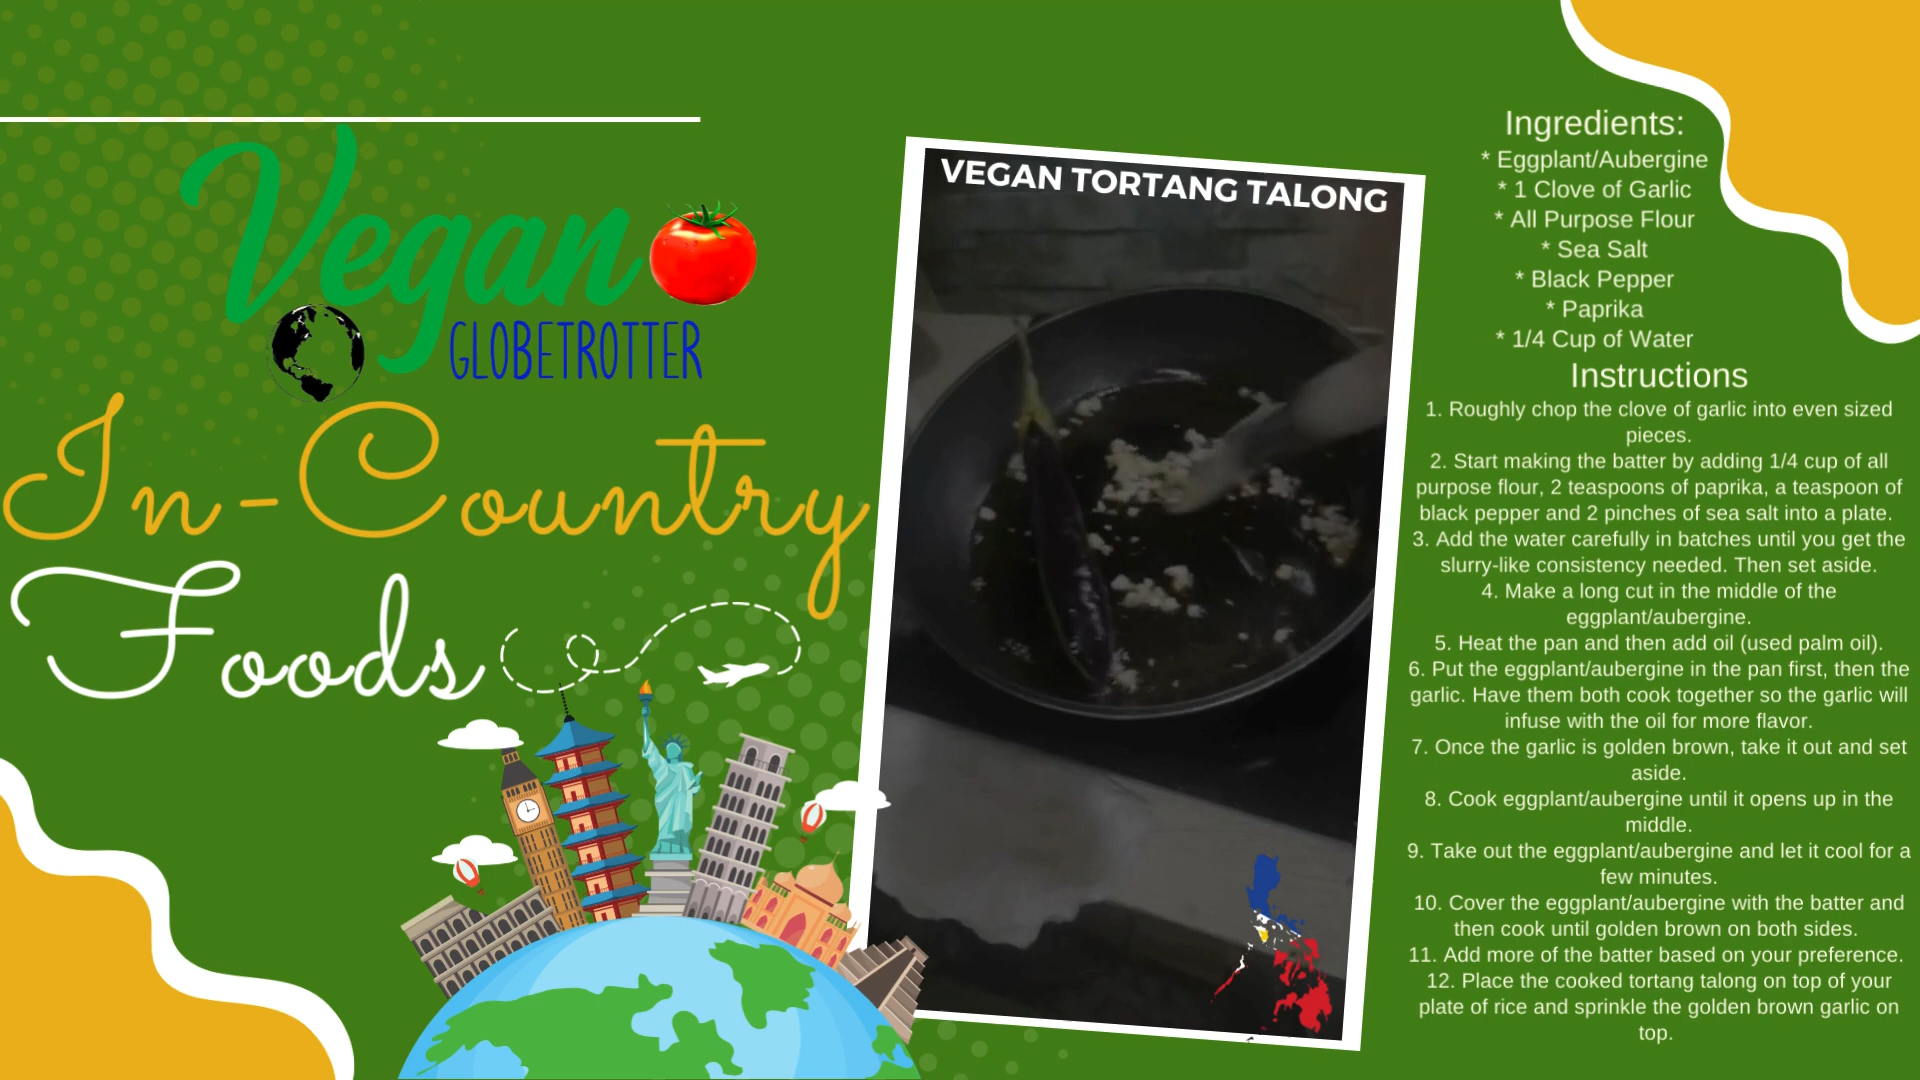 Vegan
GLOBETROTTER
In-Country
Foods
VEGAN TORTANG TALONG
Ingredients:
* Eggplant/Aubergine
* 1 Clove of Garlic
* All Purpose Flour
* Sea Salt
* Black Pepper
* Paprika
* 1/4 Cup of Water
Instructions
1. Roughly chop the clove of garlic into even sized
pieces.
2. Start making the batter by adding 1/4 cup of all
purpose flour, 2 teaspoons of paprika, a teaspoon of
black pepper and 2 pinches of sea salt into a plate.
3. Add the water carefully in batches until you get the
slurry-like consistency needed. Then set aside.
4. Make a long cut in the middle of the
eggplant/aubergine.
5. Heat the pan and then add oil (used palm oil).
6. Put the eggplant/aubergine in the pan first, then the
garlic. Have them both cook together so the garlic will
infuse with the oil for more flavor.
7. Once the garlic is golden brown, take it out and set
aside.
8. Cook eggplant/aubergine until it opens up in the
middle.
9. Take out the eggplant/aubergine and let it cool for a
few minutes.
10. Cover the eggplant/aubergine with the batter and
then cook until golden brown on both sides.
11. Add more of the batter based on your preference.
12. Place the cooked tortang talong on top of your
plate of rice and sprinkle the golden brown garlic on
top.